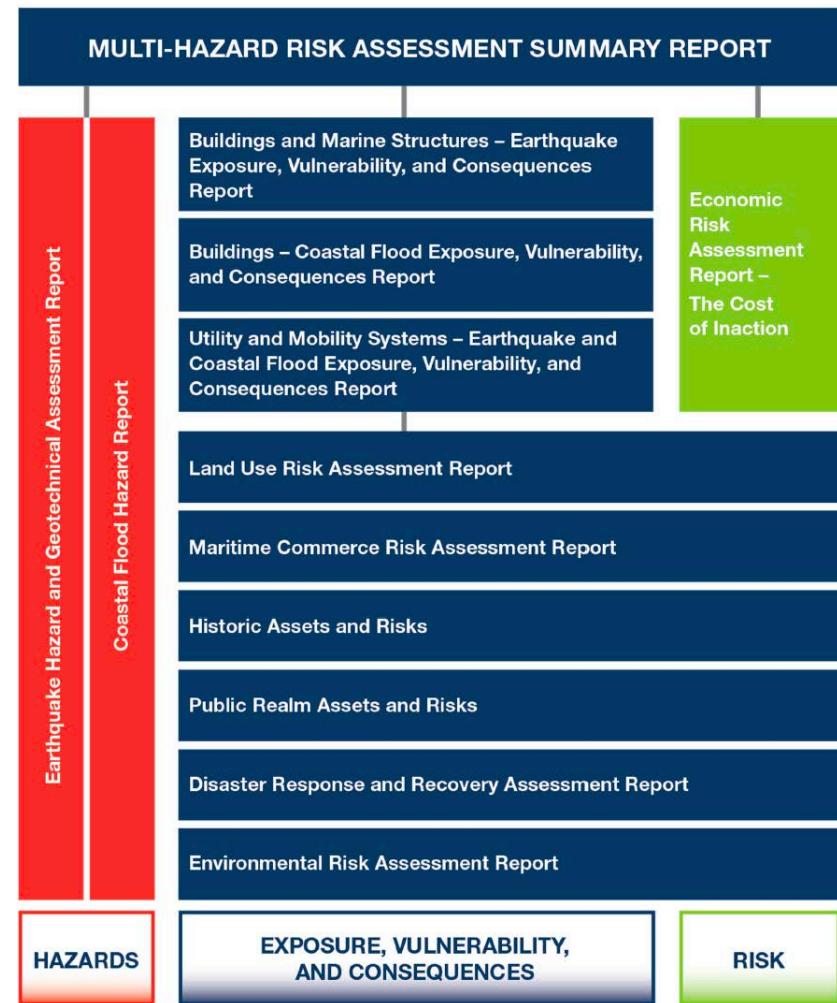 MULTI-HAZARD RISK ASSESSMENT SUMMARY REPORT
Earthquake Hazard and Geotechnical Assessment Report
Coastal Flood Hazard Report
Buildings and Marine Structures – Earthquake
Exposure, Vulnerability, and Consequences
Report
Buildings – Coastal Flood Exposure, Vulnerability,
and Consequences Report
Utility and Mobility Systems – Earthquake and
Coastal Flood Exposure, Vulnerability, and
Consequences Report
Economic
Risk
Assessment
Report –
The Cost
of Inaction
Land Use Risk Assessment Report
Maritime Commerce Risk Assessment Report
Historic Assets and Risks
Public Realm Assets and Risks
Disaster Response and Recovery Assessment Report
Environmental Risk Assessment Report
HAZARDS
EXPOSURE, VULNERABILITY,
AND CONSEQUENCES
RISK